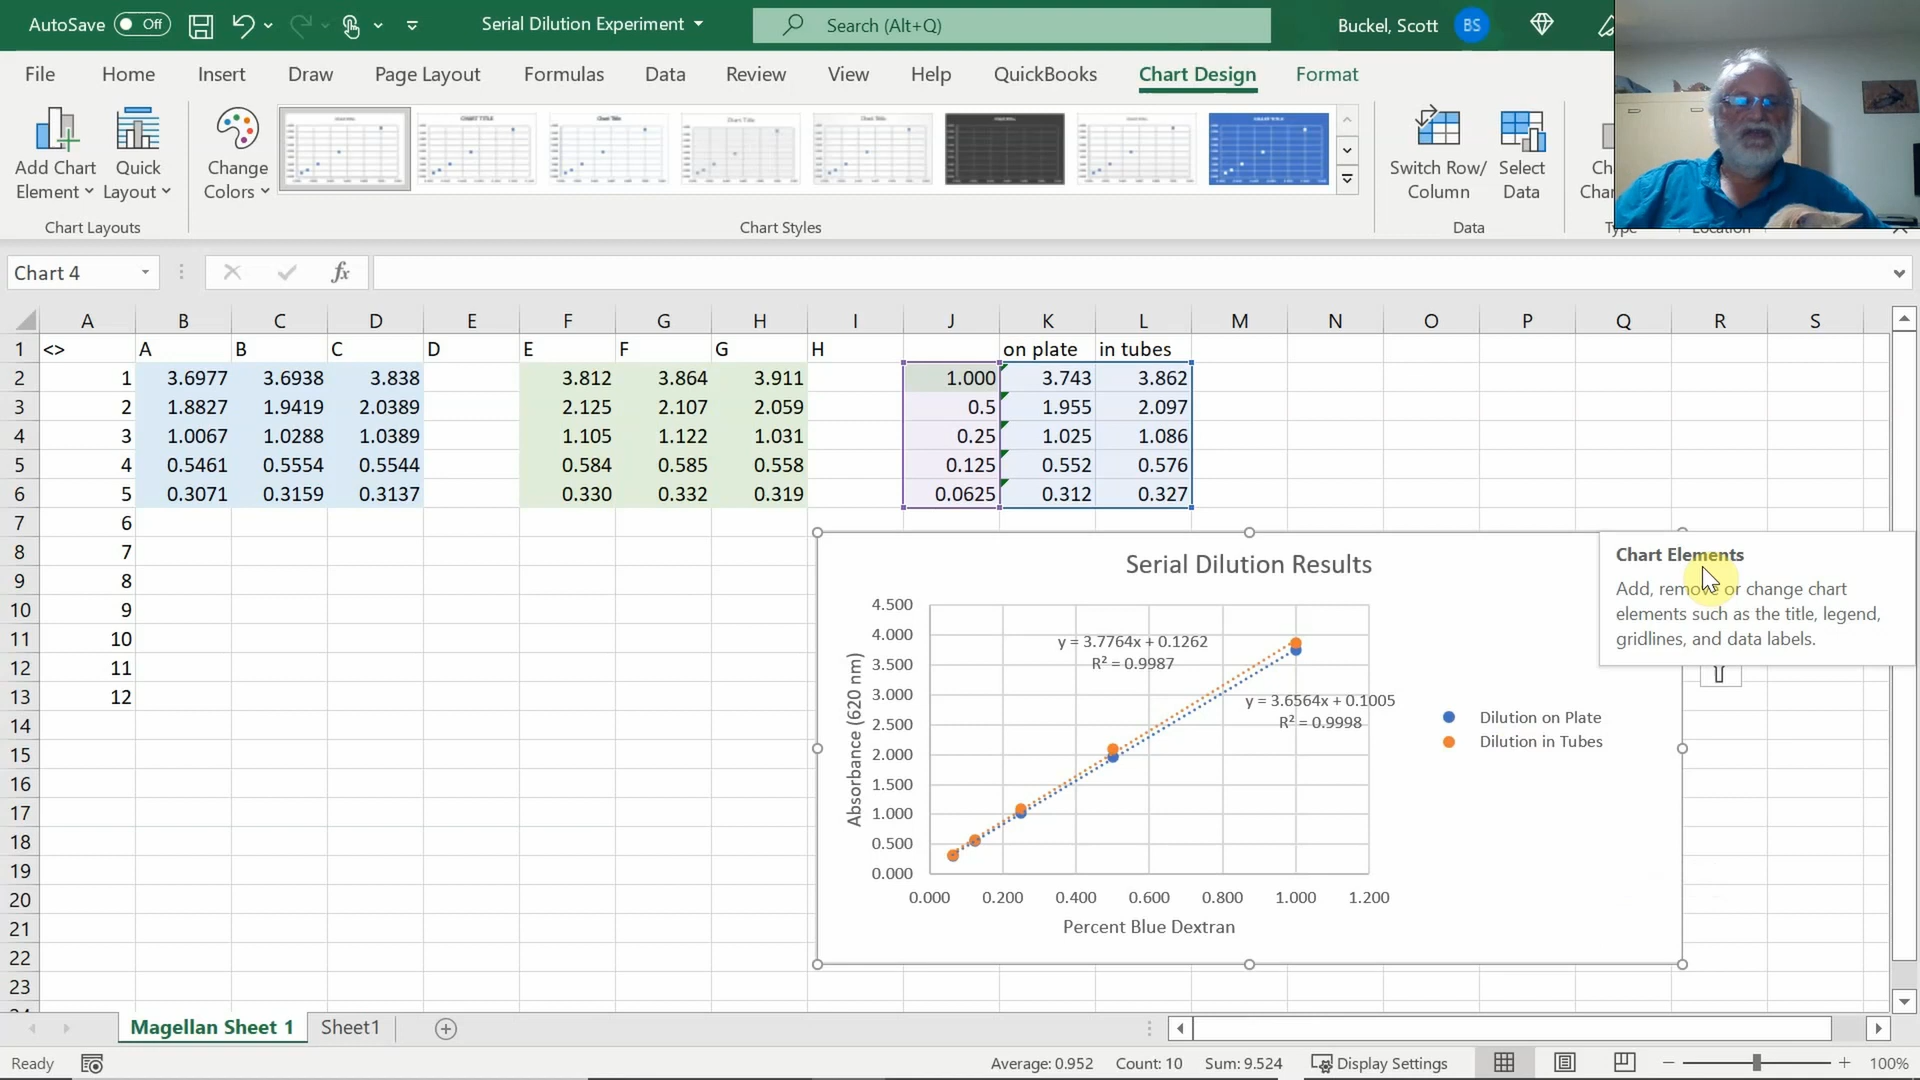 AutoSave Off Serial Dilution Experiment Search (Alt+Q) Buckel, Scott BS
File Home Insert Draw Page Layout Formulas Data Review View Help QuickBooks Chart Design Format
Add Chart Element Quick Layout Change Colors Switch Row/ Column Select Data
Chart Layouts Chart Styles Data
Chart 4 fx
A B C D E F G H I J K L M N O P Q R S
1 <> A B C D E F G H on plate in tubes
2 1 3.6977 3.6938 3.838 3.812 3.864 3.911 1.000 3.743 3.862
3 2 1.8827 1.9419 2.0389 2.125 2.107 2.059 0.5 1.955 2.097
4 3 1.0067 1.0288 1.0389 1.105 1.122 1.031 0.25 1.025 1.086
5 4 0.5461 0.5554 0.5544 0.584 0.585 0.558 0.125 0.552 0.576
6 5 0.3071 0.3159 0.3137 0.330 0.332 0.319 0.0625 0.312 0.327
7 6
8 7
9 8
10 9
11 10
12 11
13 12
14
15
16
17
18
19
20
21
22
23
Serial Dilution Results
4.500
4.000
3.500
3.000
2.500
2.000
1.500
1.000
0.500
0.000
Absorbance (620 nm)
y = 3.7764x + 0.1262
R² = 0.9987
y = 3.6564x + 0.1005
R² = 0.9998
0.000 0.200 0.400 0.600 0.800 1.000 1.200
Percent Blue Dextran
Dilution on Plate
Dilution in Tubes
Chart Elements
Add, remove or change chart
elements such as the title, legend,
gridlines, and data labels.
Magellan Sheet 1 Sheet1
Ready Average: 0.952 Count: 10 Sum: 9.524 Display Settings 100%